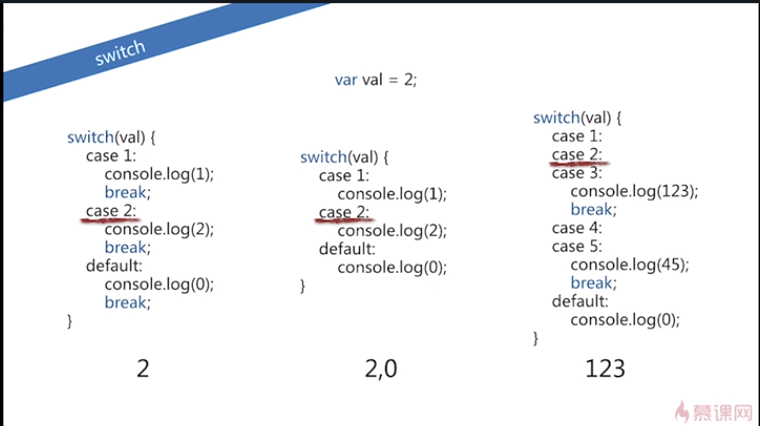 switch
var val = 2;
switch(val) {
case 1:
console.log(1);
break;
case 2:
console.log(2);
break;
default:
console.log(0);
break;
}
2
switch(val) {
case 1:
console.log(1);
case 2:
console.log(2);
default:
console.log(0);
}
2,0
switch(val) {
case 1:
case 2:
case 3:
console.log(123);
break;
case 4:
case 5:
console.log(45);
break;
default:
console.log(0);
}
123
慕课网